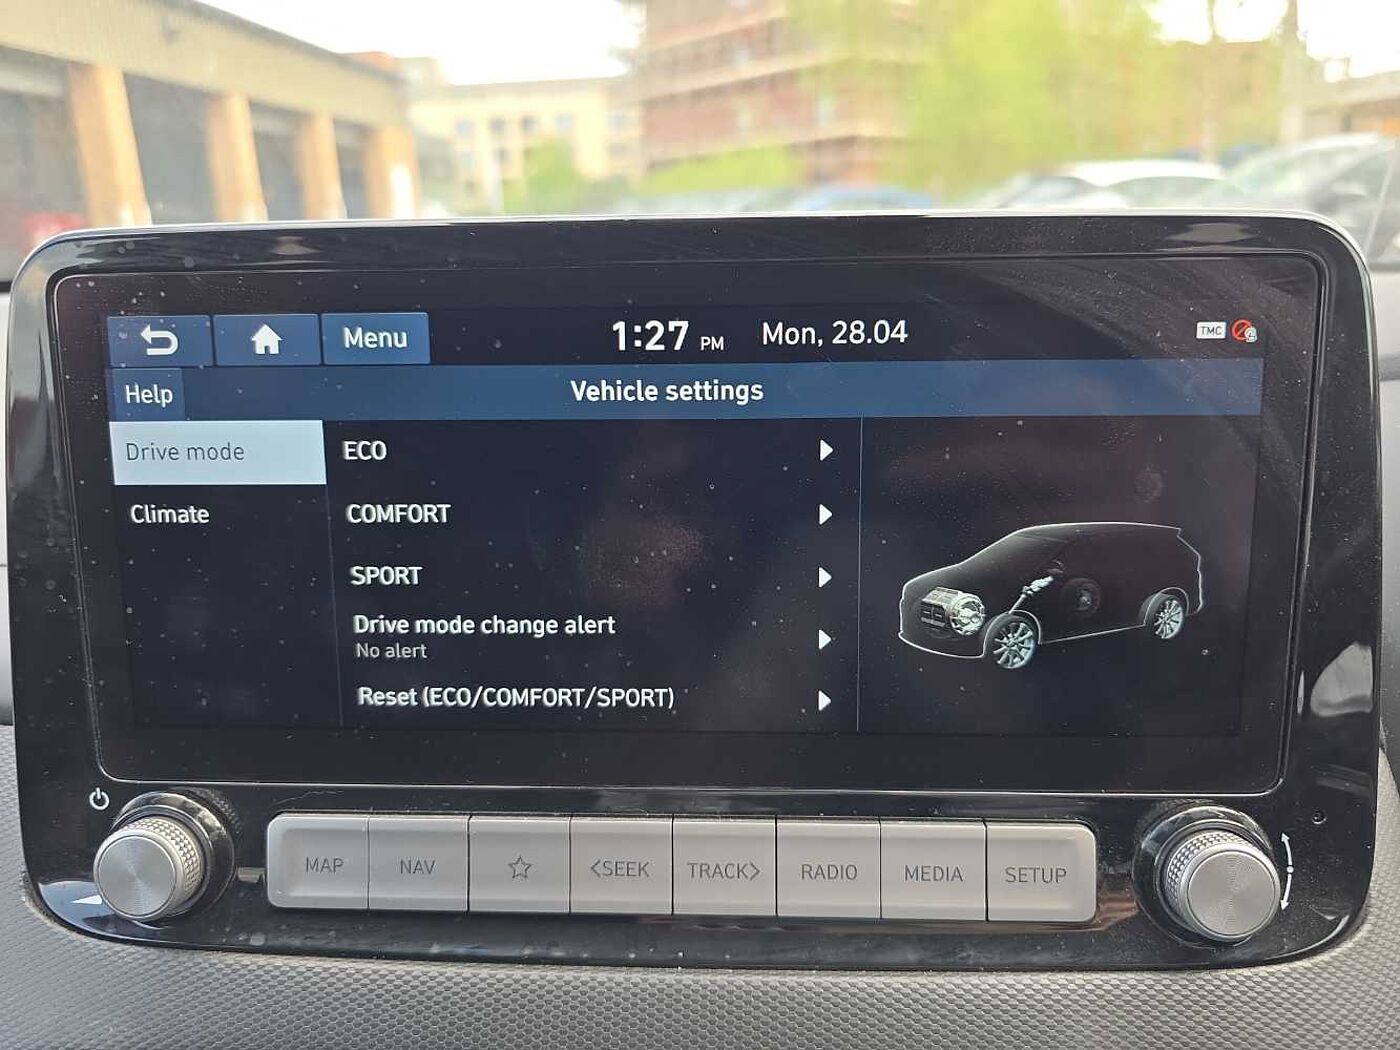 Menu
1:27 PM
Mon, 28.04
TMC
Help
Vehicle settings
Drive mode
Climate
ECO
COMFORT
SPORT
Drive mode change alert
No alert
Reset (ECO/COMFORT/SPORT)
MAP
NAV
<SEEK
TRACK>
RADIO
MEDIA
SETUP